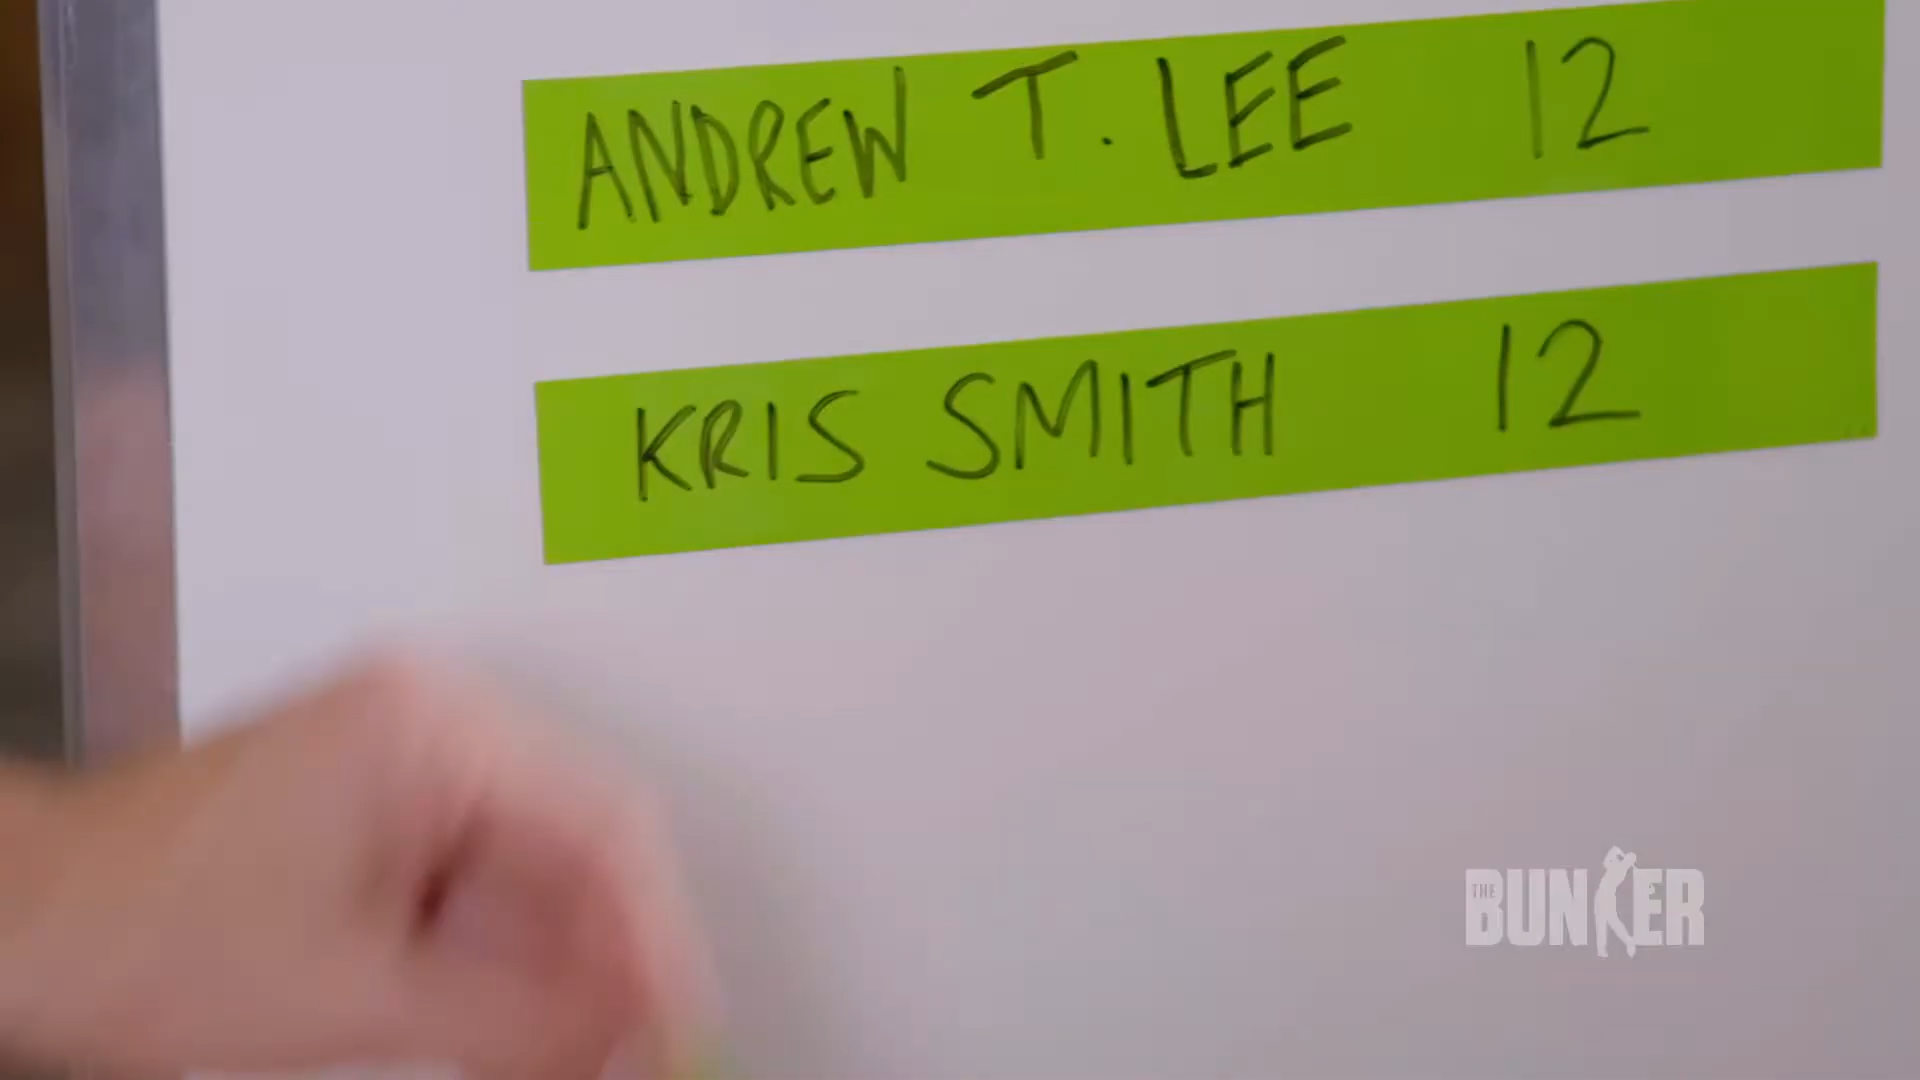 ANDREW T. LEE 12
KRIS SMITH 12
THE BUNKER